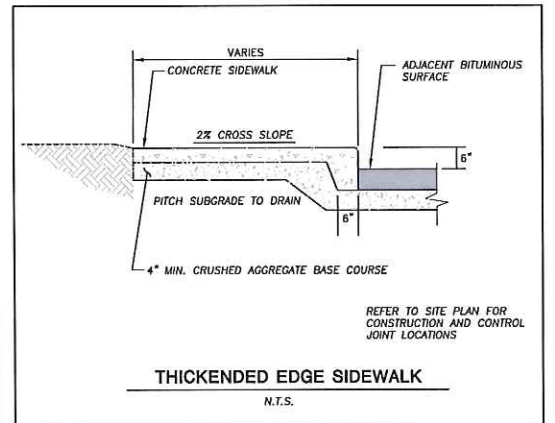 VARIES
CONCRETE SIDEWALK
ADJACENT BITUMINOUS
SURFACE
2% CROSS SLOPE
6"
PITCH SUBGRADE TO DRAIN
6"
4" MIN. CRUSHED AGGREGATE BASE COURSE
REFER TO SITE PLAN FOR
CONSTRUCTION AND CONTROL
JOINT LOCATIONS
THICKENDED EDGE SIDEWALK
N.T.S.